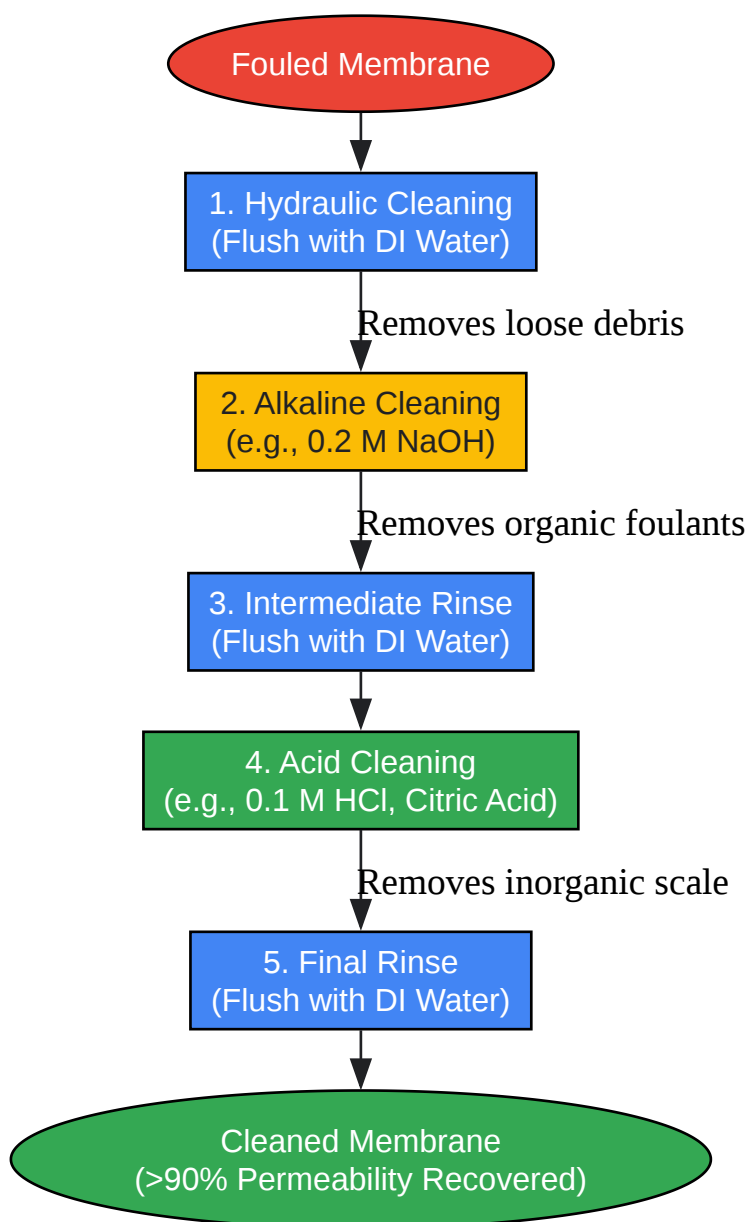 Fouled Membrane
1. Hydraulic Cleaning
(Flush with DI Water)
Removes loose debris
2. Alkaline Cleaning
(e.g., 0.2 M NaOH)
Removes organic foulants
3. Intermediate Rinse
(Flush with DI Water)
4. Acid Cleaning
(e.g., 0.1 M HCl, Citric Acid)
Removes inorganic scale
5. Final Rinse
(Flush with DI Water)
Cleaned Membrane
(>90% Permeability Recovered)